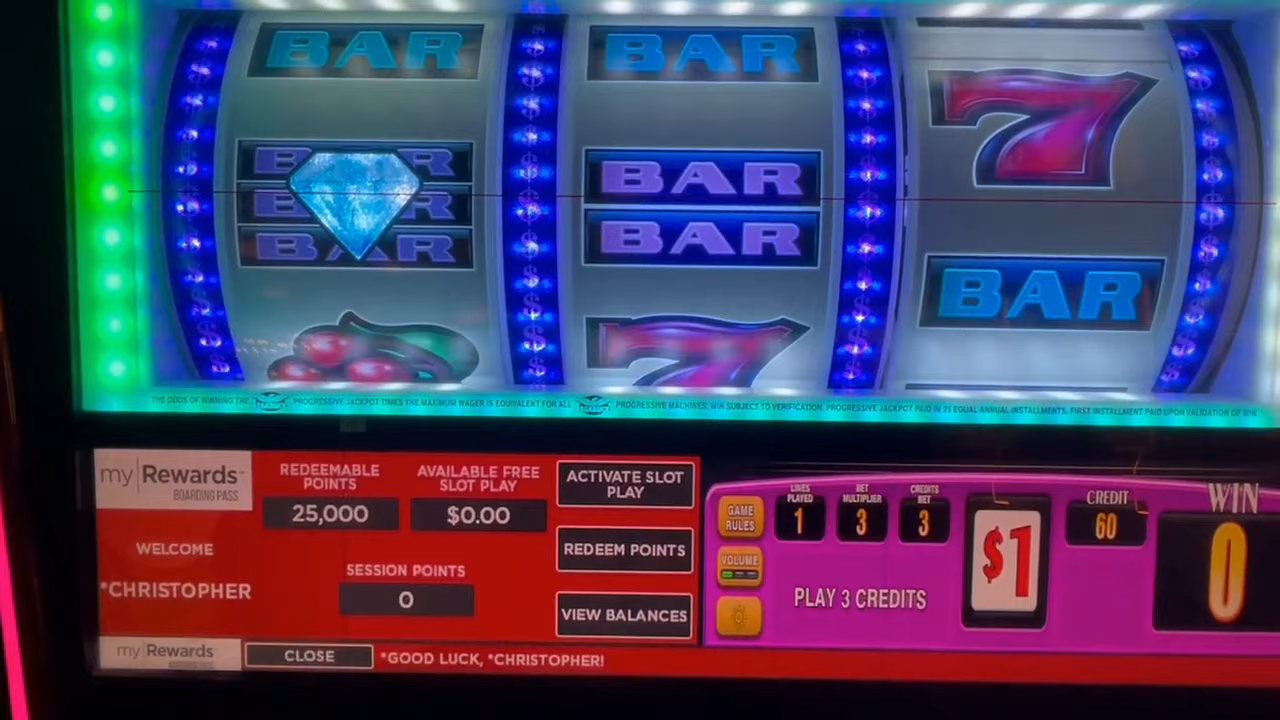 BAR
BAR
7
B R
BAR
BAR
BAR
BAR
BAR
7
BAR
THE ODDS OF WINNING THE PROGRESSIVE JACKPOT TIMES THE MAXIMUM WAGER IS EQUIVALENT FOR ALL PROGRESSIVE MACHINES. WIN SUBJECT TO VERIFICATION. PROGRESSIVE JACKPOT PAID IN 25 EQUAL ANNUAL INSTALLMENTS. FIRST INSTALLMENT PAID UPON VALIDATION OF WIN
my|Rewards
BOARDING PASS
REDEEMABLE
POINTS
25,000
AVAILABLE FREE
SLOT PLAY
$0.00
ACTIVATE SLOT
PLAY
WELCOME
*CHRISTOPHER
SESSION POINTS
0
REDEEM POINTS
VIEW BALANCES
my|Rewards
BOARDING PASS
CLOSE
*GOOD LUCK, *CHRISTOPHER!
GAME
RULES
VOLUME
LINES
PLAYED
1
BET
MULTIPLIER
3
CREDITS
BET
3
PLAY 3 CREDITS
$1
CREDIT
60
WIN
0